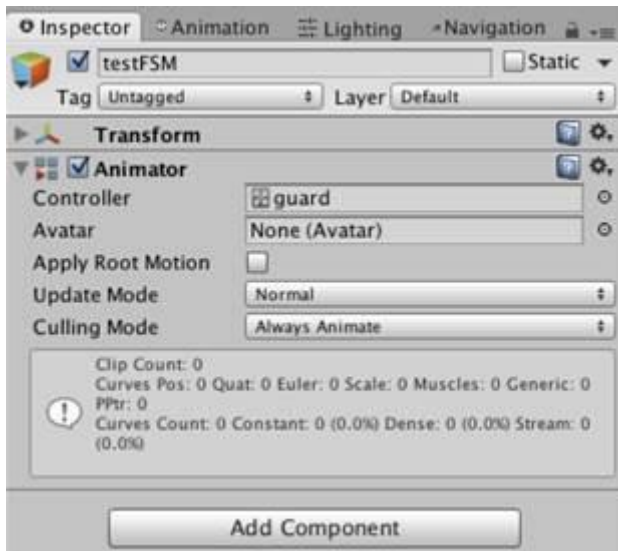 Inspector Animation Lighting Navigation
testFSM Static
Tag Untagged Layer Default
Transform
Animator
Controller guard
Avatar None (Avatar)
Apply Root Motion
Update Mode Normal
Culling Mode Always Animate
Clip Count: 0
Curves Pos: 0 Quat: 0 Euler: 0 Scale: 0 Muscles: 0 Generic: 0
PPtr: 0
Curves Count: 0 Constant: 0 (0.0%) Dense: 0 (0.0%) Stream: 0
(0.0%)
Add Component